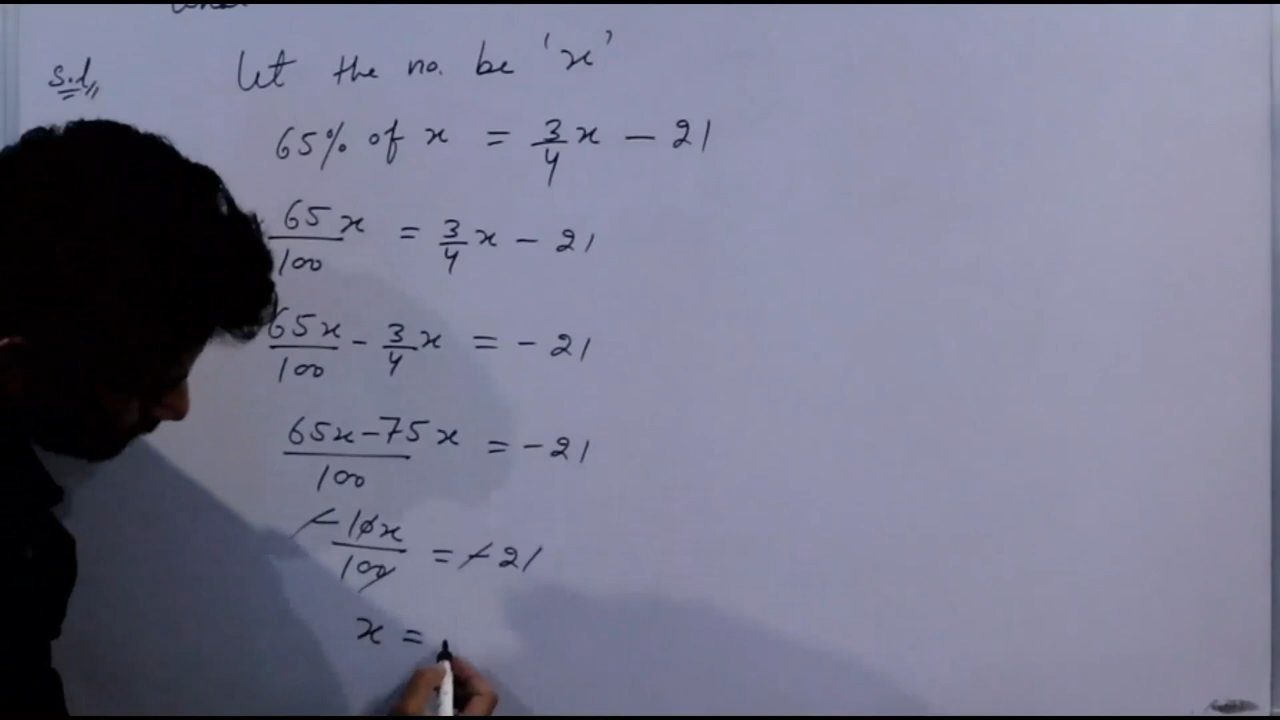 Sol
Let the no. be 'x'
65% of x = 3/4 x - 21
65/100 x = 3/4 x - 21
65x/100 - 3/4 x = -21
65x-75x/100 = -21
-10x/100 = -21
x =